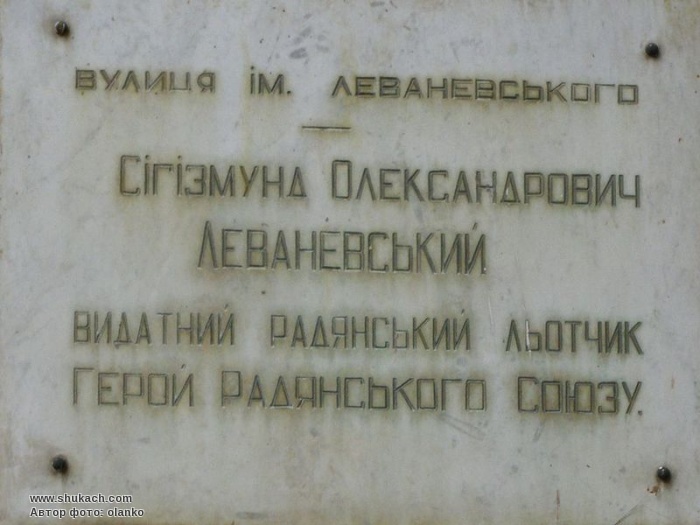 вулиця ім. Леваневського
Сігізмунд Олександрович
Леваневський
видатний радянський льотчик
Герой Радянського Союзу.
www.shukach.com
Автор фото: olanko